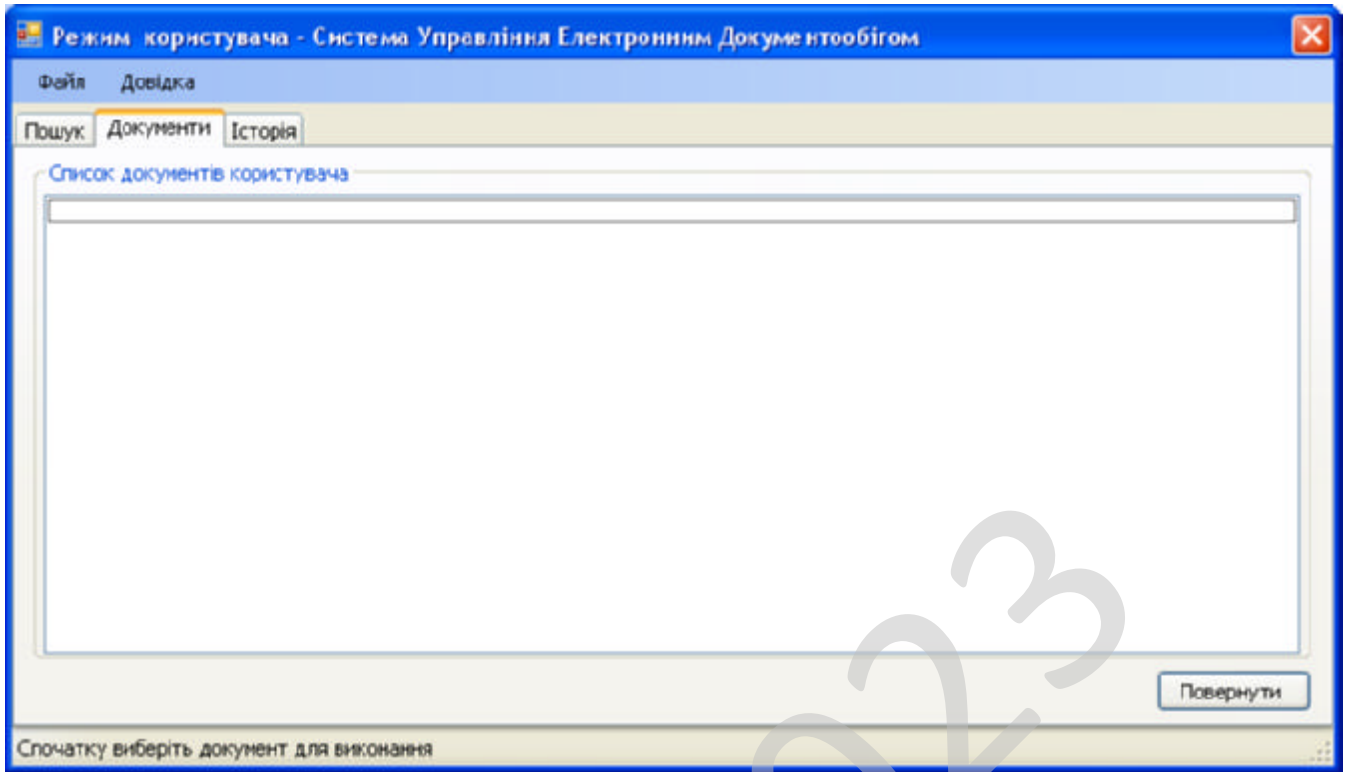 Режим користувача - Система Управління Електронним Документообігом
Файл Довідка
Пошук Документи Історія
Список документів користувача
Повернути
Спочатку виберіть документ для виконання
23